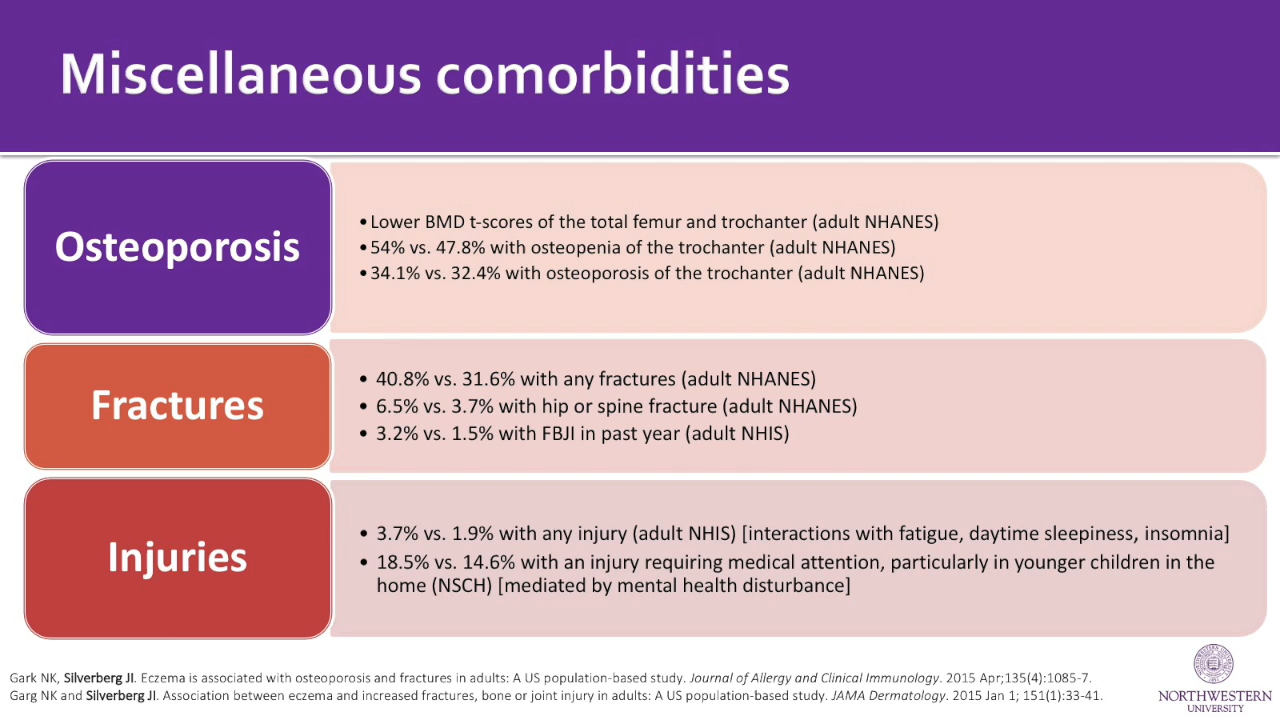 Miscellaneous comorbidities
Osteoporosis
•Lower BMD t-scores of the total femur and trochanter (adult NHANES)
•54% vs. 47.8% with osteopenia of the trochanter (adult NHANES)
•34.1% vs. 32.4% with osteoporosis of the trochanter (adult NHANES)
Fractures
• 40.8% vs. 31.6% with any fractures (adult NHANES)
• 6.5% vs. 3.7% with hip or spine fracture (adult NHANES)
• 3.2% vs. 1.5% with FBJI in past year (adult NHIS)
Injuries
• 3.7% vs. 1.9% with any injury (adult NHIS) [interactions with fatigue, daytime sleepiness, insomnia]
• 18.5% vs. 14.6% with an injury requiring medical attention, particularly in younger children in the
home (NSCH) [mediated by mental health disturbance]
Gark NK, Silverberg JI. Eczema is associated with osteoporosis and fractures in adults: A US population-based study. Journal of Allergy and Clinical Immunology. 2015 Apr;135(4):1085-7.
Garg NK and Silverberg JI. Association between eczema and increased fractures, bone or joint injury in adults: A US population-based study. JAMA Dermatology. 2015 Jan 1; 151(1):33-41.
NORTHWESTERN
UNIVERSITY